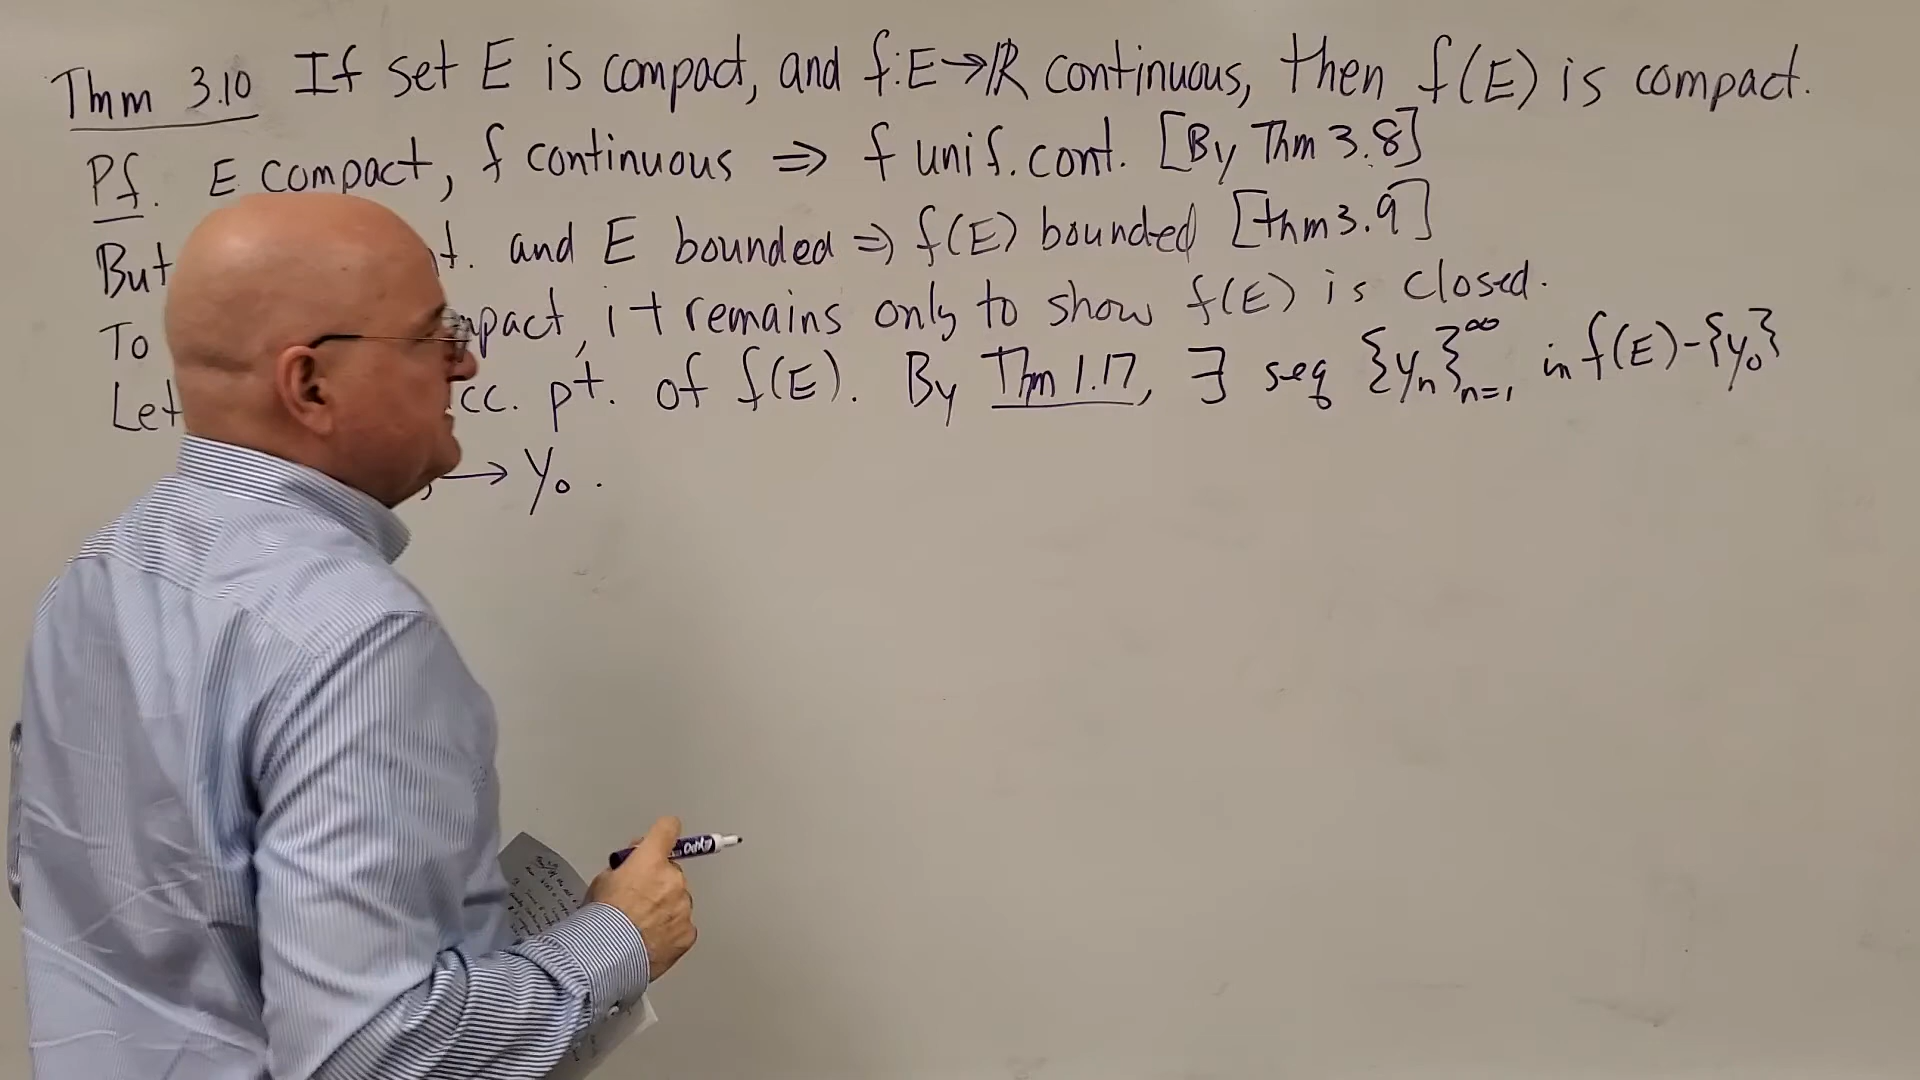 Thm 3.10 If set E is compact, and f:E→ℝ continuous, then f(E) is compact.
Pf. E compact, f continuous ⇒ f unif. cont. [By Thm 3.8]
But t. and E bounded ⇒ f(E) bounded [thm 3.9]
To mpact, it remains only to show f(E) is closed.
Let cc. pt. of f(E). By Thm 1.17, ∃ seq {yₙ}ₙ₌₁^∞ in f(E)-{y₀}
→ y₀.